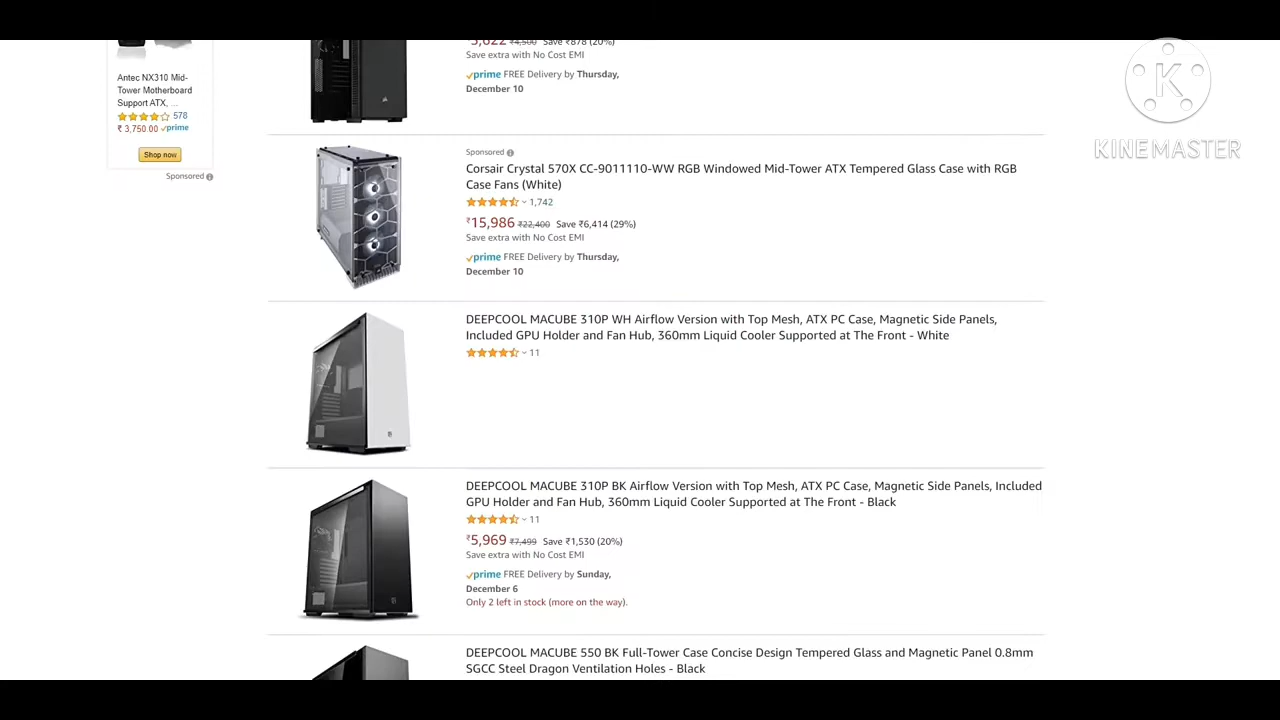 Antec NX310 Mid-
Tower Motherboard
Support ATX, ...
578
₹ 3,750.00 prime
Shop now
Sponsored
₹3,622 ₹4,500 Save ₹878 (20%)
Save extra with No Cost EMI
prime FREE Delivery by Thursday,
December 10
Sponsored
Corsair Crystal 570X CC-9011110-WW RGB Windowed Mid-Tower ATX Tempered Glass Case with RGB
Case Fans (White)
1,742
₹15,986 ₹22,400 Save ₹6,414 (29%)
Save extra with No Cost EMI
prime FREE Delivery by Thursday,
December 10
DEEPCOOL MACUBE 310P WH Airflow Version with Top Mesh, ATX PC Case, Magnetic Side Panels,
Included GPU Holder and Fan Hub, 360mm Liquid Cooler Supported at The Front - White
11
DEEPCOOL MACUBE 310P BK Airflow Version with Top Mesh, ATX PC Case, Magnetic Side Panels, Included
GPU Holder and Fan Hub, 360mm Liquid Cooler Supported at The Front - Black
11
₹5,969 ₹7,499 Save ₹1,530 (20%)
Save extra with No Cost EMI
prime FREE Delivery by Sunday,
December 6
Only 2 left in stock (more on the way).
DEEPCOOL MACUBE 550 BK Full-Tower Case Concise Design Tempered Glass and Magnetic Panel 0.8mm
SGCC Steel Dragon Ventilation Holes - Black
K
KINEMASTER